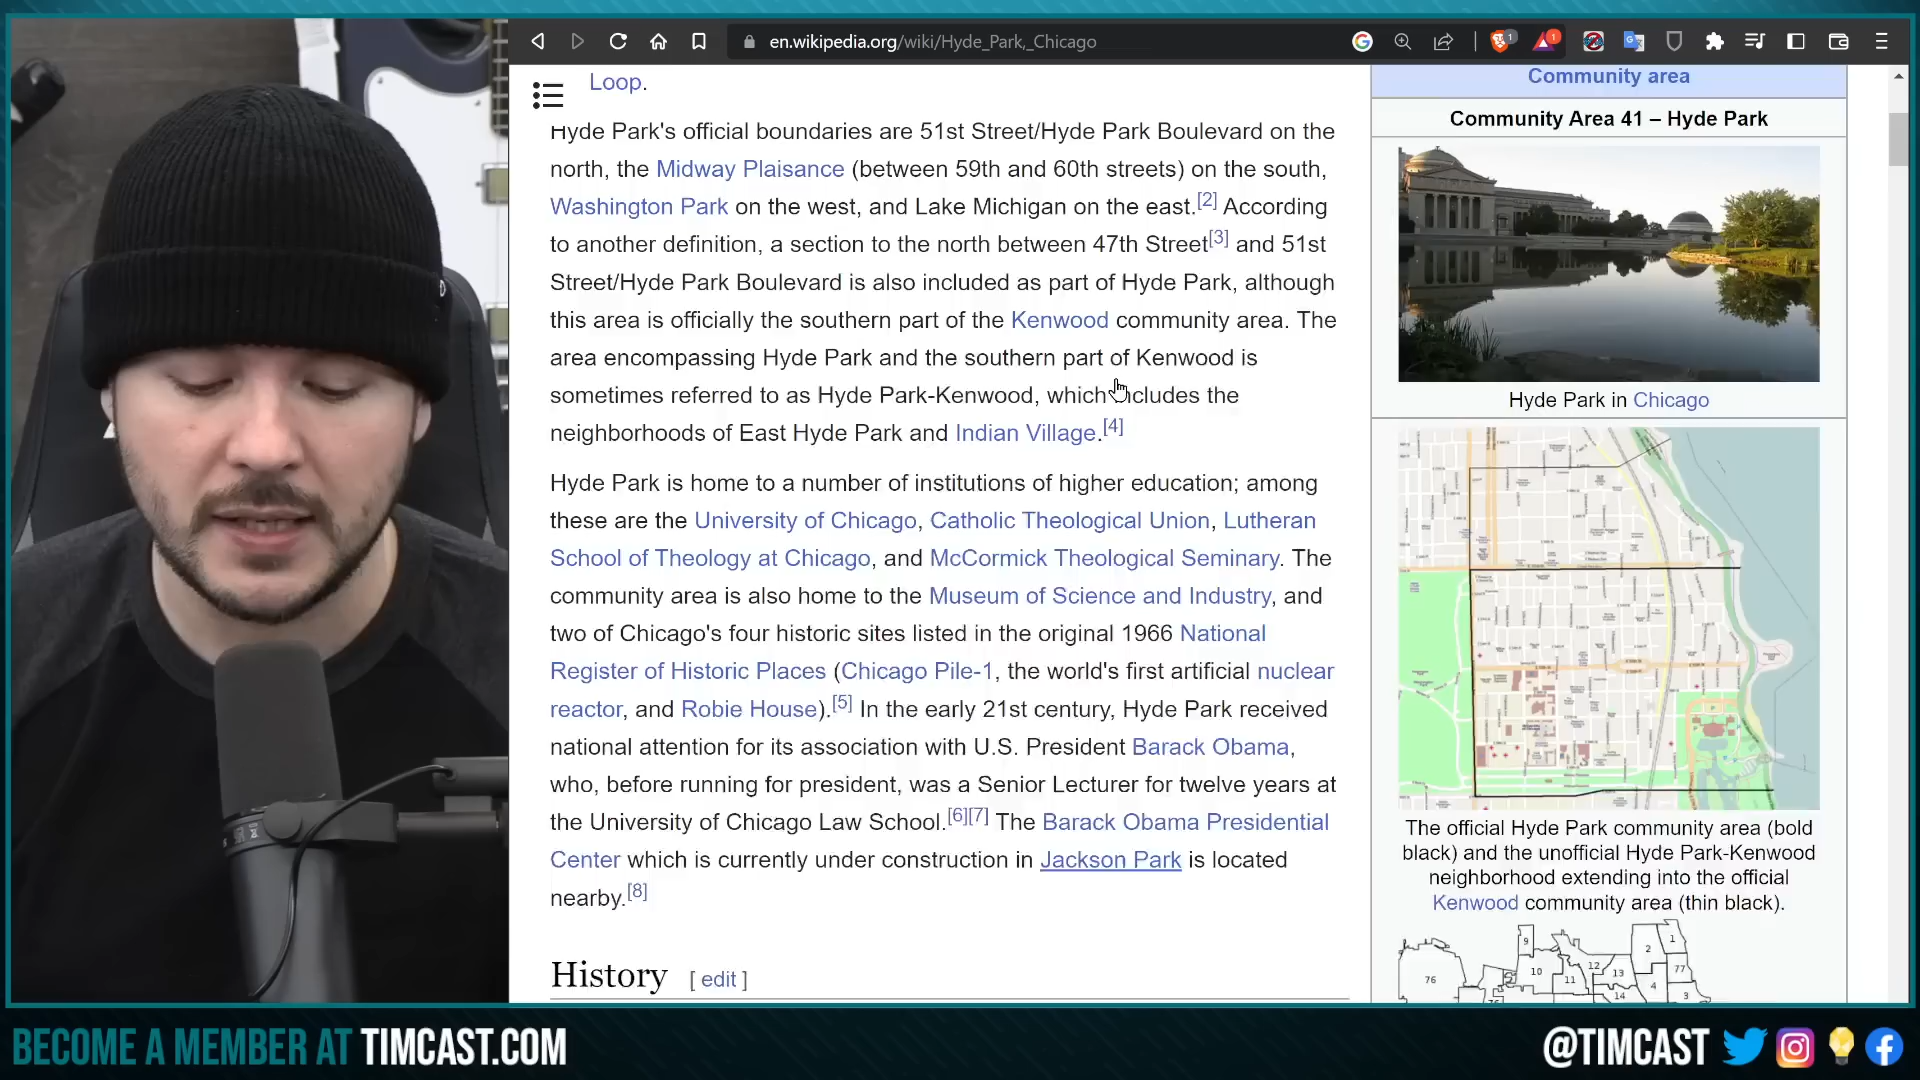 en.wikipedia.org/wiki/Hyde_Park,_Chicago
Loop.
Hyde Park's official boundaries are 51st Street/Hyde Park Boulevard on the
north, the Midway Plaisance (between 59th and 60th streets) on the south,
Washington Park on the west, and Lake Michigan on the east.[2] According
to another definition, a section to the north between 47th Street[3] and 51st
Street/Hyde Park Boulevard is also included as part of Hyde Park, although
this area is officially the southern part of the Kenwood community area. The
area encompassing Hyde Park and the southern part of Kenwood is
sometimes referred to as Hyde Park-Kenwood, which includes the
neighborhoods of East Hyde Park and Indian Village.[4]
Hyde Park is home to a number of institutions of higher education; among
these are the University of Chicago, Catholic Theological Union, Lutheran
School of Theology at Chicago, and McCormick Theological Seminary. The
community area is also home to the Museum of Science and Industry, and
two of Chicago's four historic sites listed in the original 1966 National
Register of Historic Places (Chicago Pile-1, the world's first artificial nuclear
reactor, and Robie House).[5] In the early 21st century, Hyde Park received
national attention for its association with U.S. President Barack Obama,
who, before running for president, was a Senior Lecturer for twelve years at
the University of Chicago Law School.[6][7] The Barack Obama Presidential
Center which is currently under construction in Jackson Park is located
nearby.[8]
History [ edit ]
Community area
Community Area 41 – Hyde Park
Hyde Park in Chicago
The official Hyde Park community area (bold
black) and the unofficial Hyde Park-Kenwood
neighborhood extending into the official
Kenwood community area (thin black).
9
1
2
76
10
12
13
77
11
4
14
3
BECOME A MEMBER AT TIMCAST.COM
@TIMCAST